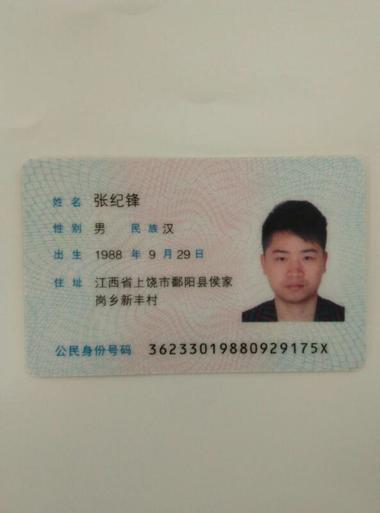 姓名 张纪锋
性别 男 民族 汉
出生 1988 年 9 月 29 日
住址 江西省上饶市鄱阳县侯家
岗乡新丰村
公民身份号码 36233019880929175X